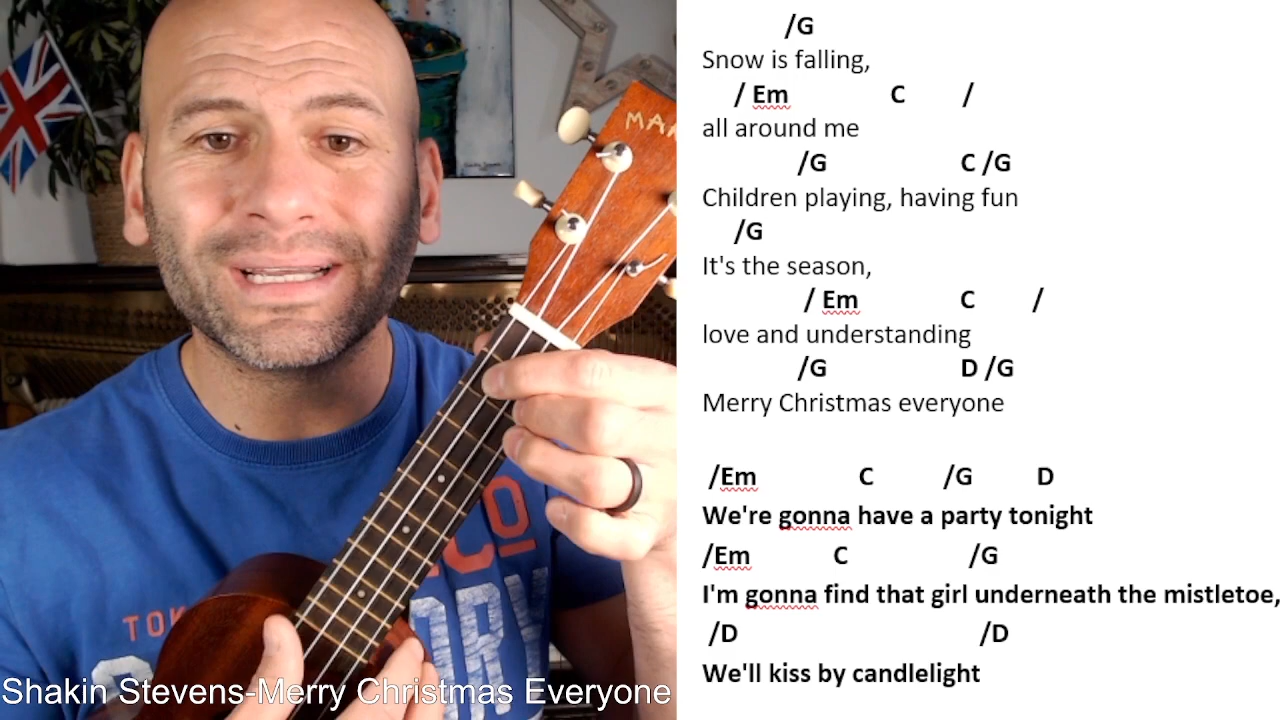 /G
Snow is falling,
/ Em C /
all around me
/G C /G
Children playing, having fun
/G
It's the season,
/ Em C /
love and understanding
/G D /G
Merry Christmas everyone
/Em C /G D
We're gonna have a party tonight
/Em C /G
I'm gonna find that girl underneath the mistletoe,
/D /D
We'll kiss by candlelight
TOK
Shakin Stevens-Merry Christmas Everyone